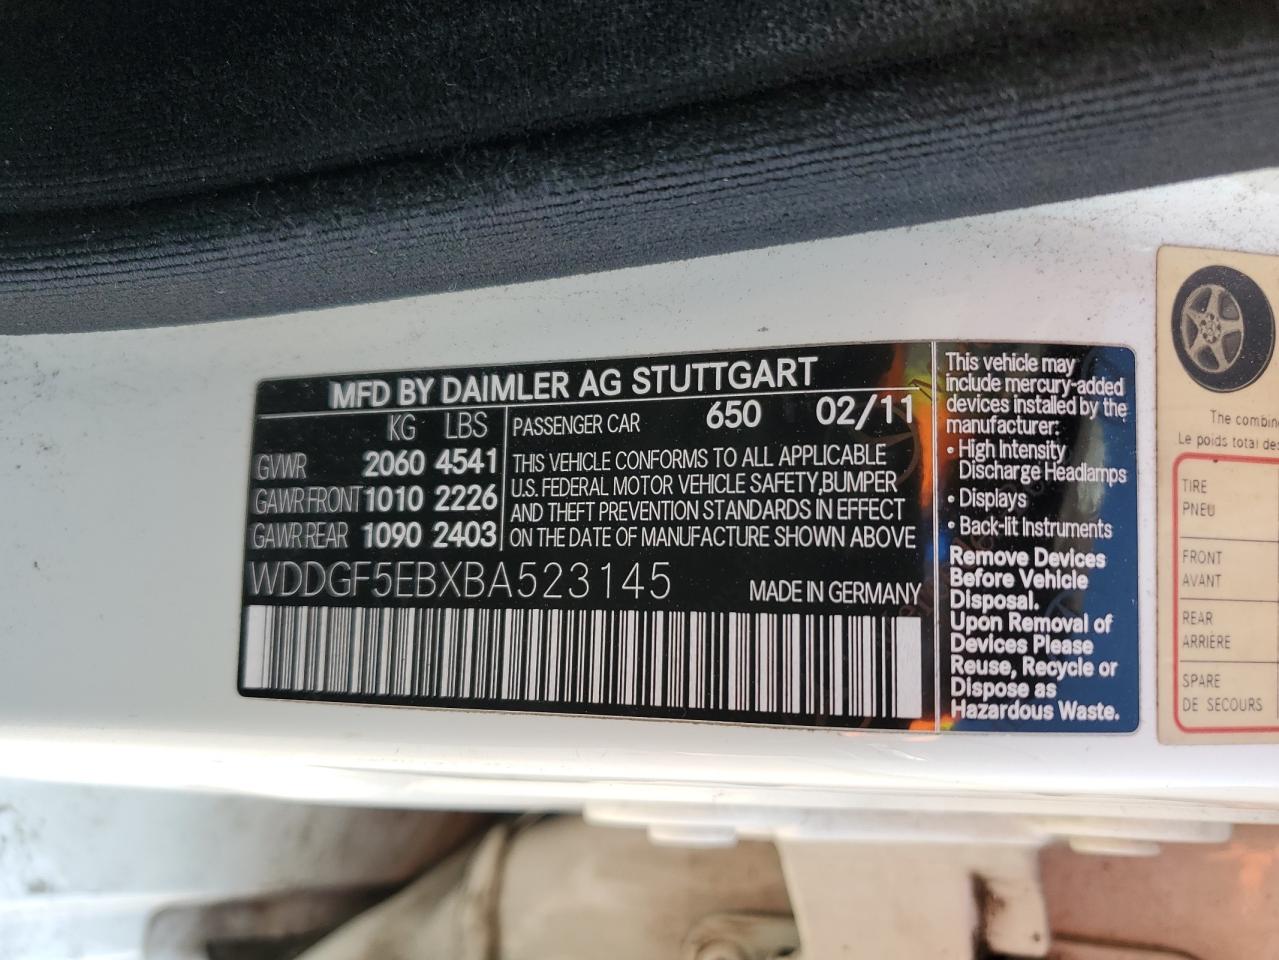 MFD BY DAIMLER AG STUTTGART
KG LBS
GVWR 2060 4541
GAWR FRONT 1010 2226
GAWR REAR 1090 2403
PASSENGER CAR 650 02/11
THIS VEHICLE CONFORMS TO ALL APPLICABLE
U.S. FEDERAL MOTOR VEHICLE SAFETY,BUMPER
AND THEFT PREVENTION STANDARDS IN EFFECT
ON THE DATE OF MANUFACTURE SHOWN ABOVE
WDDGF5EBXBA523145
MADE IN GERMANY
This vehicle may
include mercury-added
devices installed by the
manufacturer:
• High Intensity
Discharge Headlamps
• Displays
• Back-lit Instruments
Remove Devices
Before Vehicle
Disposal.
Upon Removal of
Devices Please
Reuse, Recycle or
Dispose as
Hazardous Waste.
The
Le poids total
TIRE
PNEU
FRONT
AVANT
REAR
ARRIÈRE
SPARE
DE SECOURS